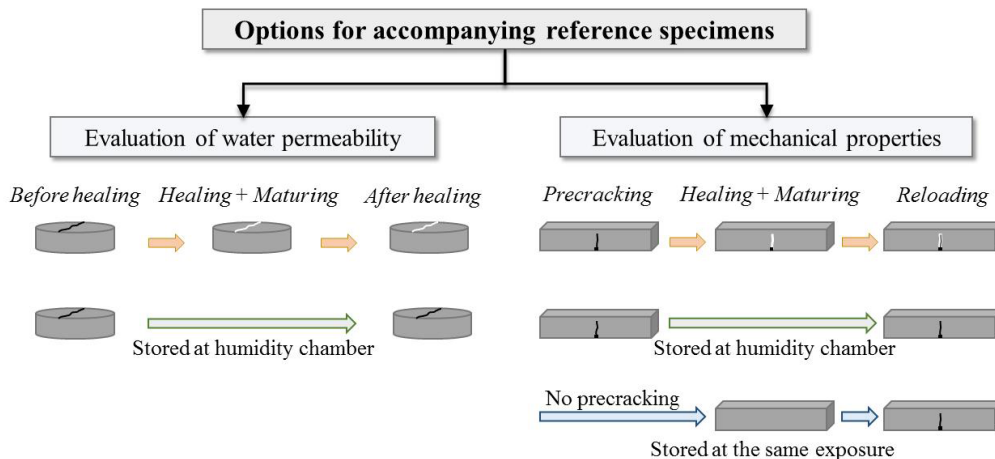 Options for accompanying reference specimens
Evaluation of water permeability
Evaluation of mechanical properties
Before healing
Healing + Maturing
After healing
Precracking
Healing + Maturing
Reloading
Stored at humidity chamber
Stored at humidity chamber
No precracking
Stored at the same exposure